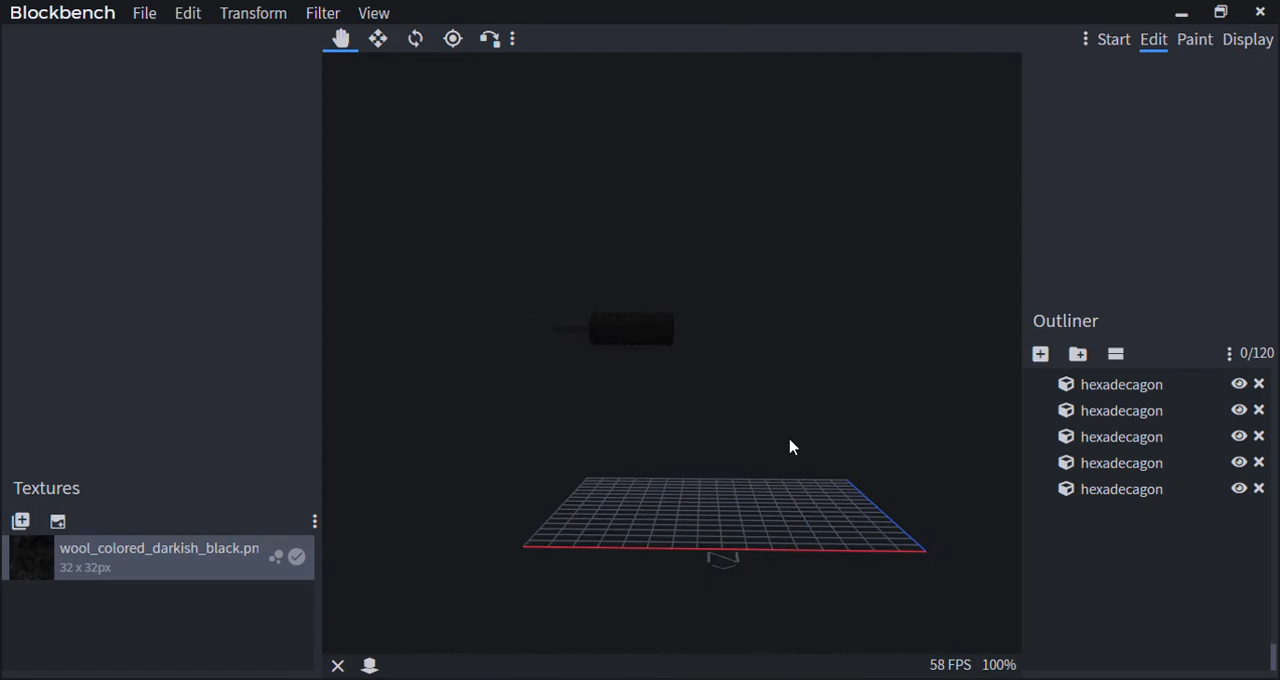 Blockbench File Edit Transform Filter View
Start Edit Paint Display
Outliner
0/120
hexadecagon
hexadecagon
hexadecagon
hexadecagon
hexadecagon
Textures
wool_colored_darkish_black.pn
32 x 32px
58 FPS 100%